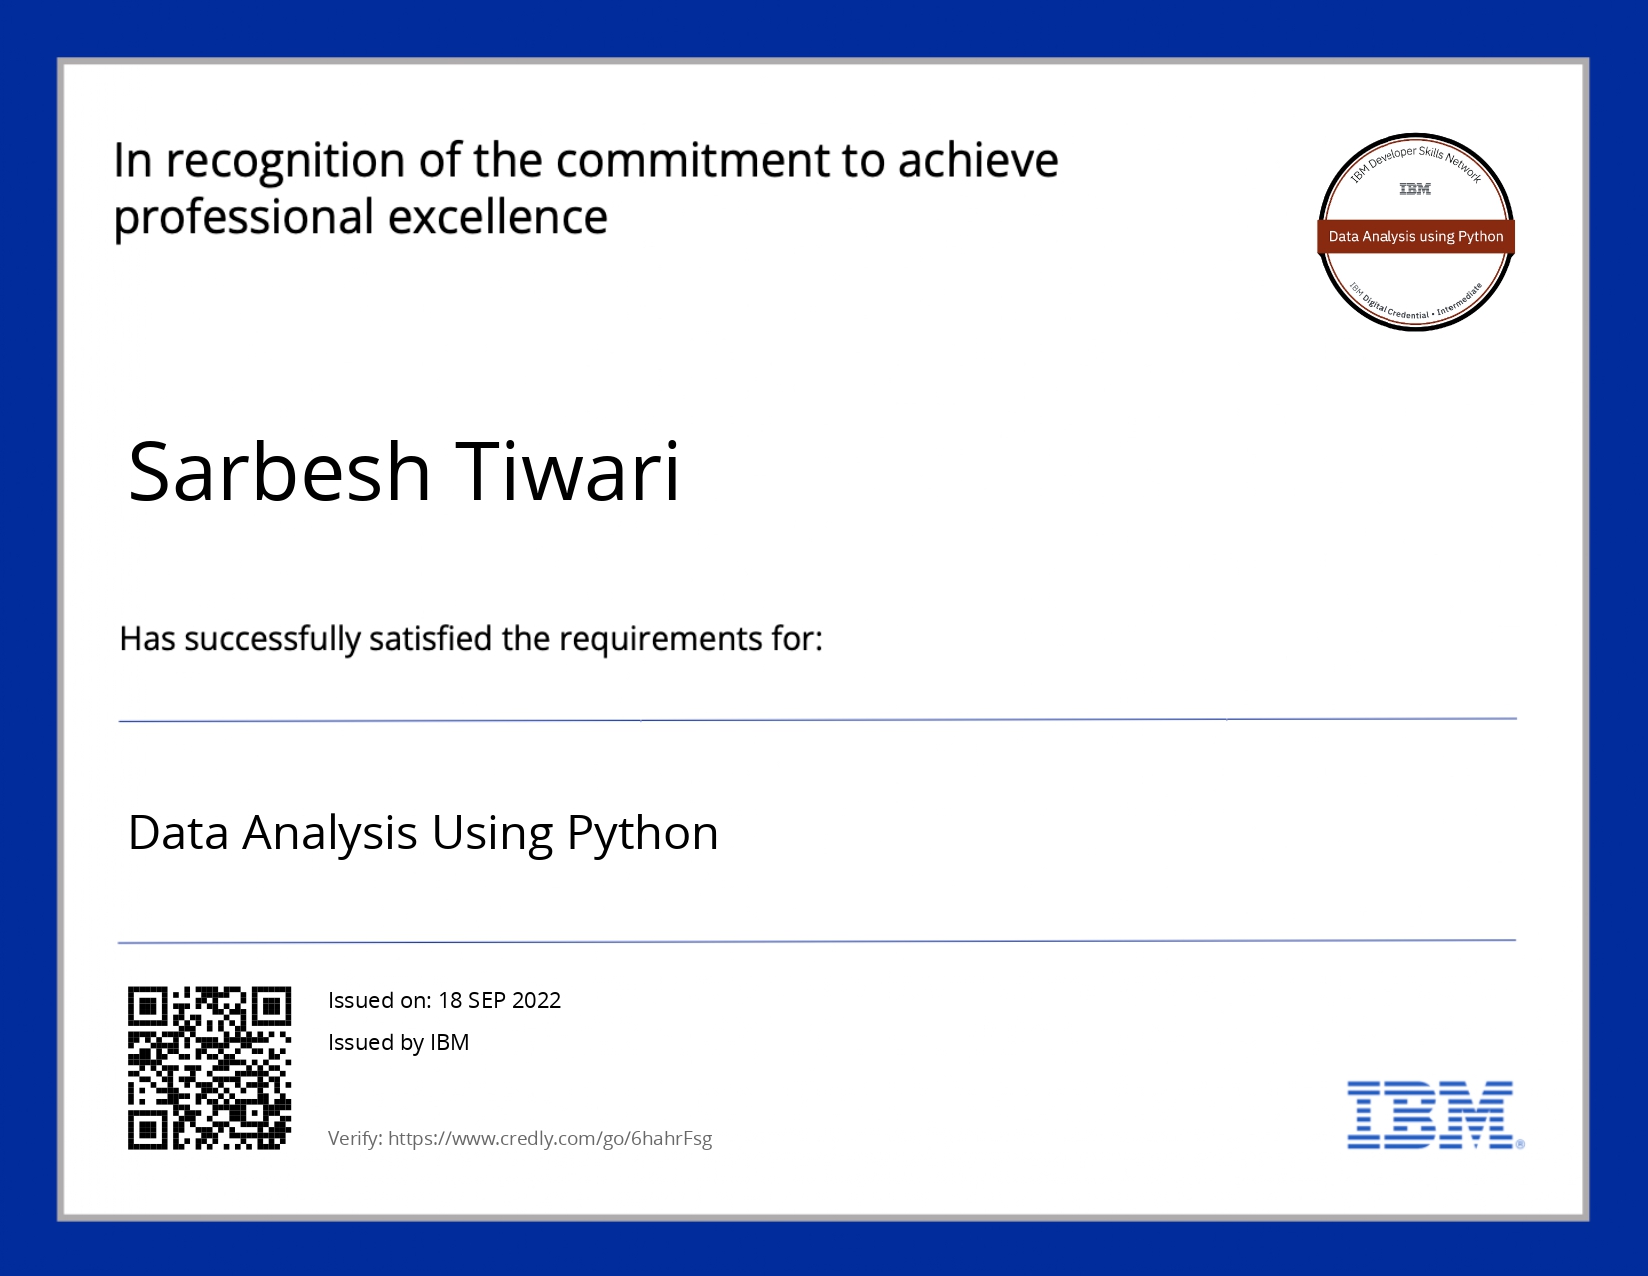 In recognition of the commitment to achieve
professional excellence
IBM Developer Skills Network
IBM
Data Analysis using Python
IBM Digital Credential • Intermediate
Sarbesh Tiwari
Has successfully satisfied the requirements for:
Data Analysis Using Python
Issued on: 18 SEP 2022
Issued by IBM
Verify: https://www.credly.com/go/6hahrFsg
IBM®